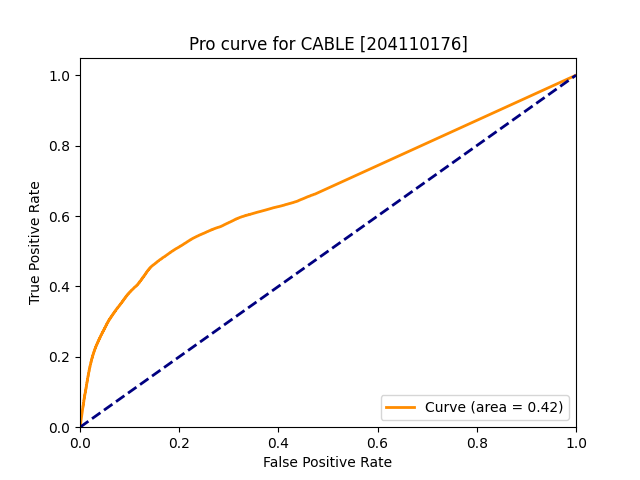 Pro curve for CABLE [204110176]
1.0
0.8
0.6
0.4
0.2
0.0
True Positive Rate
Curve (area = 0.42)
0.0 0.2 0.4 0.6 0.8 1.0
False Positive Rate